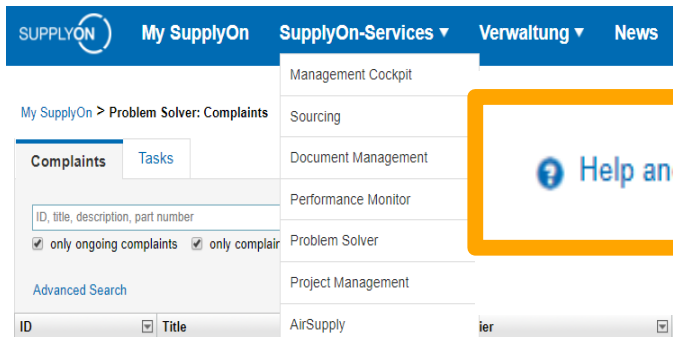 SUPPLYON My SupplyOn SupplyOn-Services ▼ Verwaltung ▼ News
Management Cockpit
My SupplyOn > Problem Solver: Complaints
Sourcing
Complaints Tasks
Document Management
Help
Performance Monitor
ID, title, description, part number
only ongoing complaints only
Problem Solver
Advanced Search
Project Management
ID Title
AirSupply